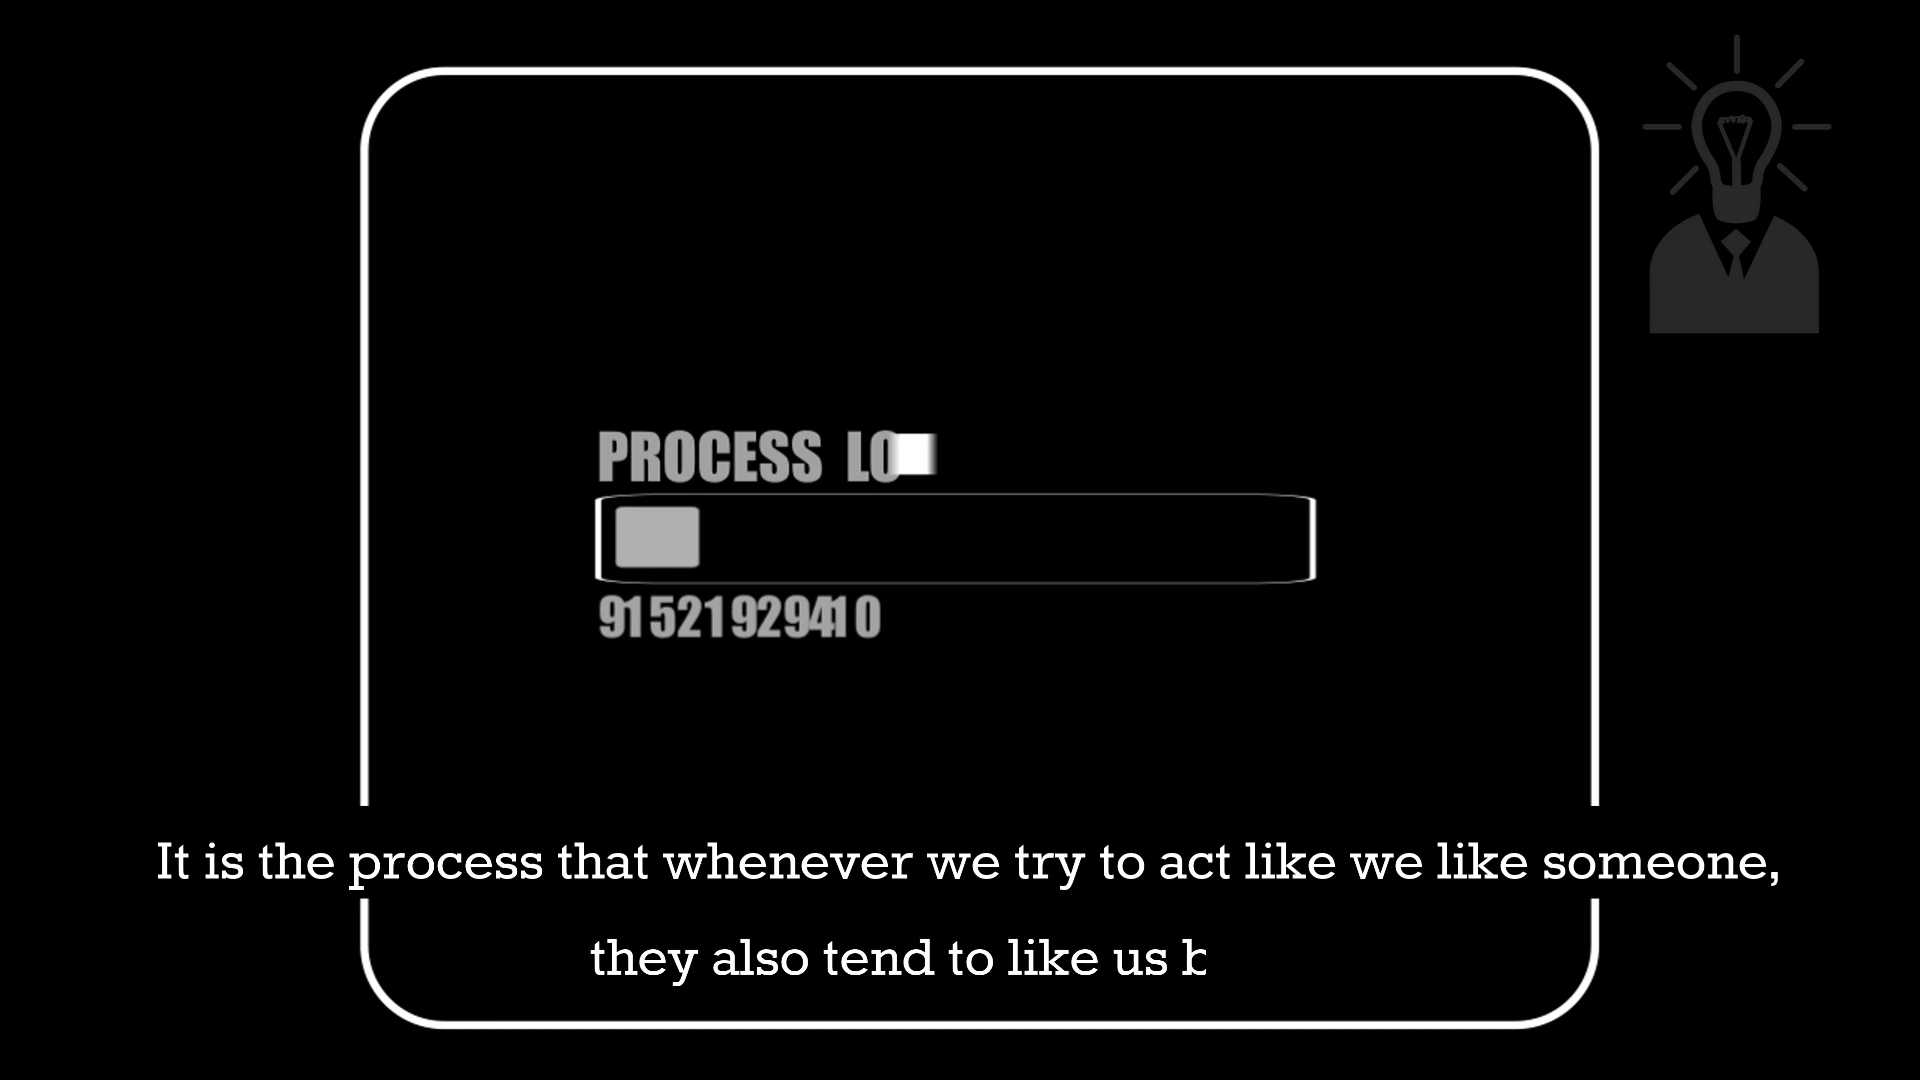 PROCESS LO
91521929410
It is the process that whenever we try to act like we like someone,
they also tend to like us b